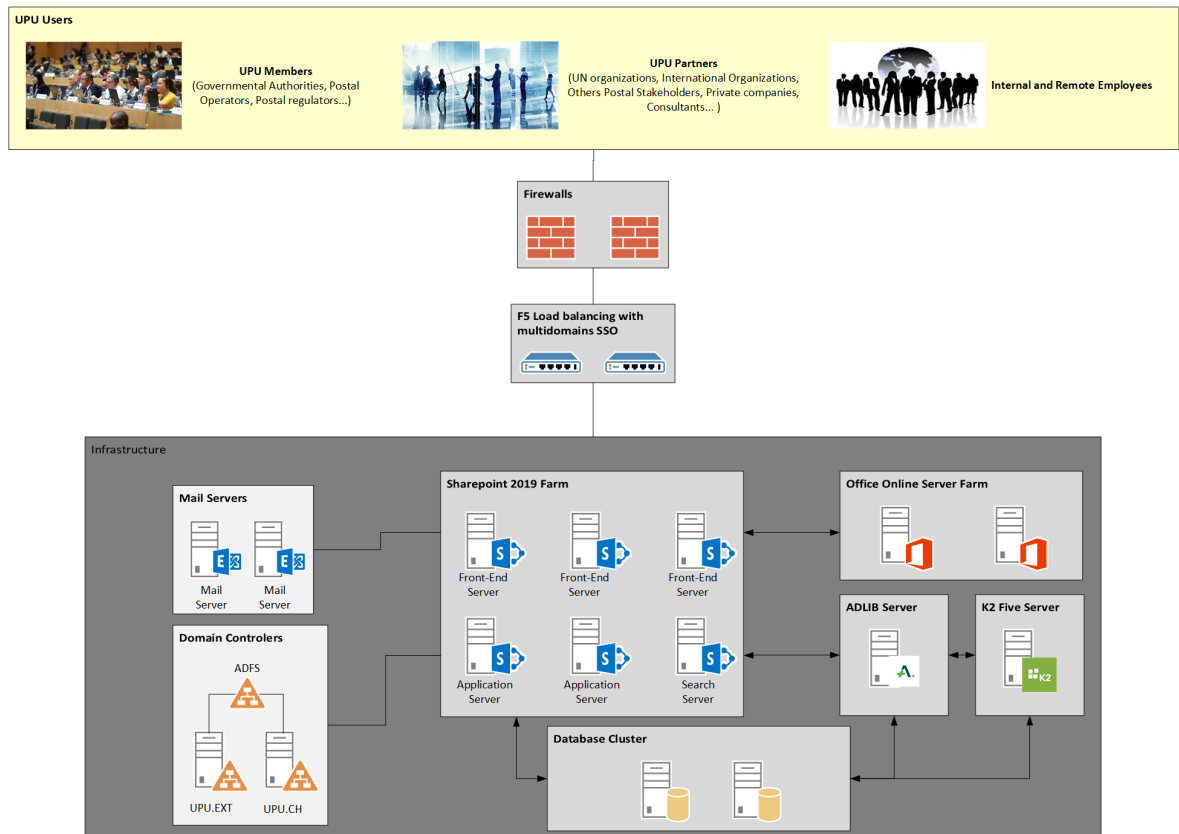 UPU Users
UPU Members
(Governmental Authorities, Postal
Operators, Postal regulators...)
UPU Partners
(UN organizations, International Organizations,
Others Postal Stakeholders, Private companies,
Consultants... )
Internal and Remote Employees
Firewalls
F5 Load balancing with
multidomains SSO
Infrastructure
Mail Servers
E
E
Mail
Server
Mail
Server
Domain Controlers
ADFS
UPU.EXT
UPU.CH
Sharepoint 2019 Farm
S
S
S
Front-End
Server
Front-End
Server
Front-End
Server
S
S
S
Application
Server
Application
Server
Search
Server
Office Online Server Farm
ADLIB Server
A.
K2 Five Server
K2
Database Cluster